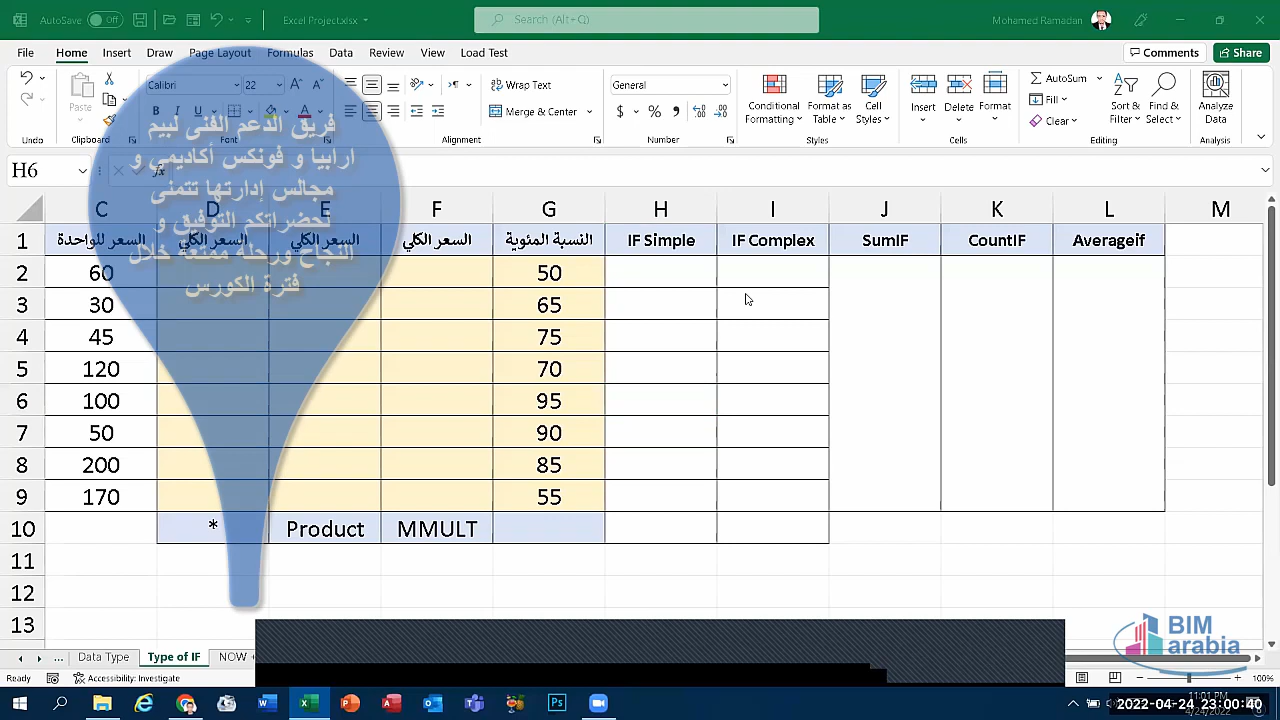 AutoSave Off
Excel Project.xlsx
Search (Alt+Q)
Mohamed Ramadan
File Home Insert Draw Page Layout Formulas Data Review View Load Test
Comments Share
Calibri 22
Wrap Text
General
AutoSum
Paste
B I U
Merge & Center
$ %
Conditional Formatting
Format as Table
Cell Styles
Insert Delete Format
Fill
Clear
Sort & Filter
Find & Select
Analyze Data
Clipboard Font Alignment Number Styles Cells Editing Analysis
H6 fx
فريق الدعم الفنى لبيم
ارابيا و فونكس أكاديمي و
مجالس إدارتها تتمنى
لحضراتكم التوفيق و
النجاح ورحلة ممتعة خلال
فترة الكورس
C D E F G H I J K L M
1 السعر للواحدة السعر الكلي السعر الكلي السعر الكلي النسبة المئوية IF Simple IF Complex SumIF CountIF Averageif
2 60 50
3 30 65
4 45 75
5 120 70
6 100 95
7 50 90
8 200 85
9 170 55
10 * Product MMULT
11
12
13
... Data Type Type of IF NOW +
BIM
arabia
Ready Accessibility: Investigate 100%
11:01 PM
2022-04-24 23:00:40